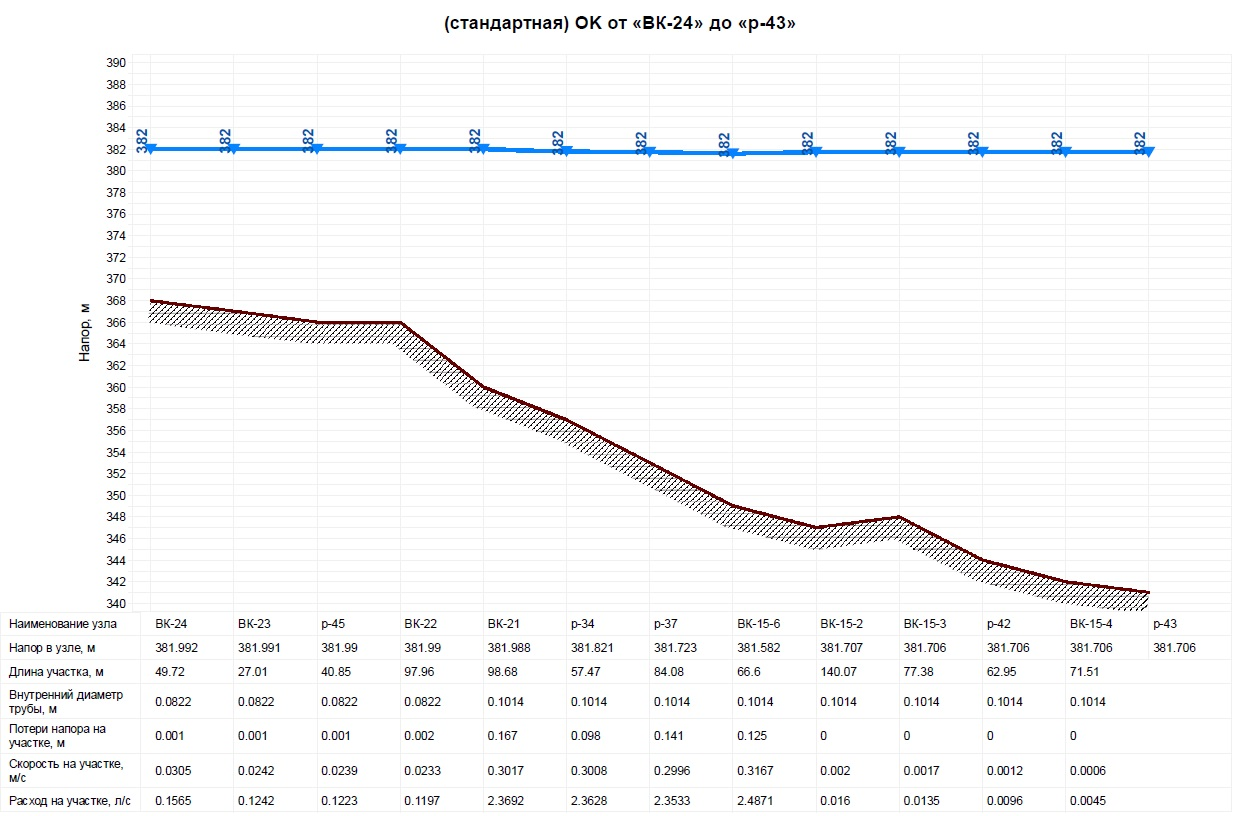 (стандартная) OK от «ВК-24» до «р-43»
390
388
386
384
382
380
378
376
374
372
370
368
366
364
362
360
358
356
354
352
350
348
346
344
342
340
Напор, м
382 382 382 382 382 382 382 382 382 382 382 382 382
Наименование узла ВК-24 ВК-23 р-45 ВК-22 ВК-21 р-34 р-37 ВК-15-6 ВК-15-2 ВК-15-3 р-42 ВК-15-4 р-43
Напор в узле, м 381.992 381.991 381.99 381.99 381.988 381.821 381.723 381.582 381.707 381.706 381.706 381.706 381.706
Длина участка, м 49.72 27.01 40.85 97.96 98.68 57.47 84.08 66.6 140.07 77.38 62.95 71.51
Внутренний диаметр
трубы, м 0.0822 0.0822 0.0822 0.0822 0.1014 0.1014 0.1014 0.1014 0.1014 0.1014 0.1014 0.1014
Потери напора на
участке, м 0.001 0.001 0.001 0.002 0.167 0.098 0.141 0.125 0 0 0 0
Скорость на участке,
м/с 0.0305 0.0242 0.0239 0.0233 0.3017 0.3008 0.2996 0.3167 0.002 0.0017 0.0012 0.0006
Расход на участке, л/с 0.1565 0.1242 0.1223 0.1197 2.3692 2.3628 2.3533 2.4871 0.016 0.0135 0.0096 0.0045